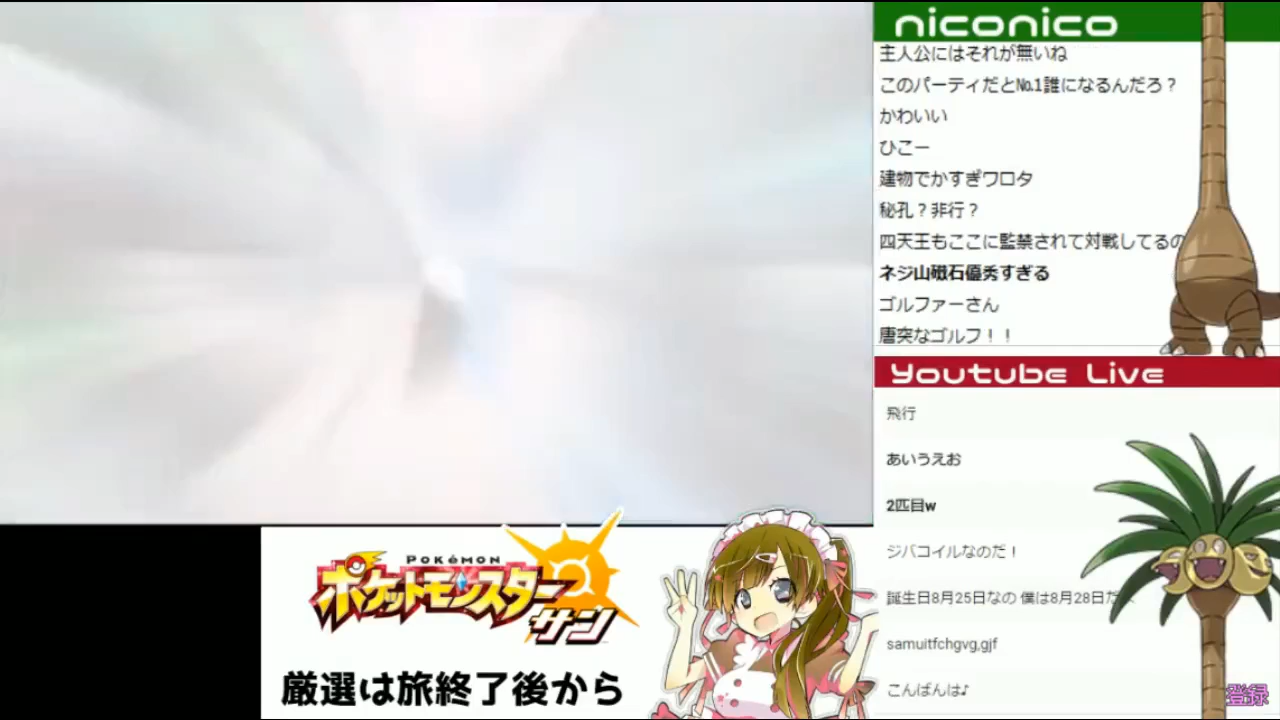 niconico
主人公にはそれが無いね
このパーティだと№1誰になるんだろ？
かわいい
ひこー
建物でかすぎワロタ
秘孔？非行？
四天王もここに監禁されて対戦してるの
ネジ山磁石優秀すぎる
ゴルファーさん
唐突なゴルフ！！
Youtube Live
飛行
あいうえお
2匹目w
ジバコイルなのだ！
誕生日8月25日なの 僕は8月28日だ
samuitfchgvg,gjf
こんばんは♪
登録
POKéMON
ポケットモンスター
サン
厳選は旅終了後から